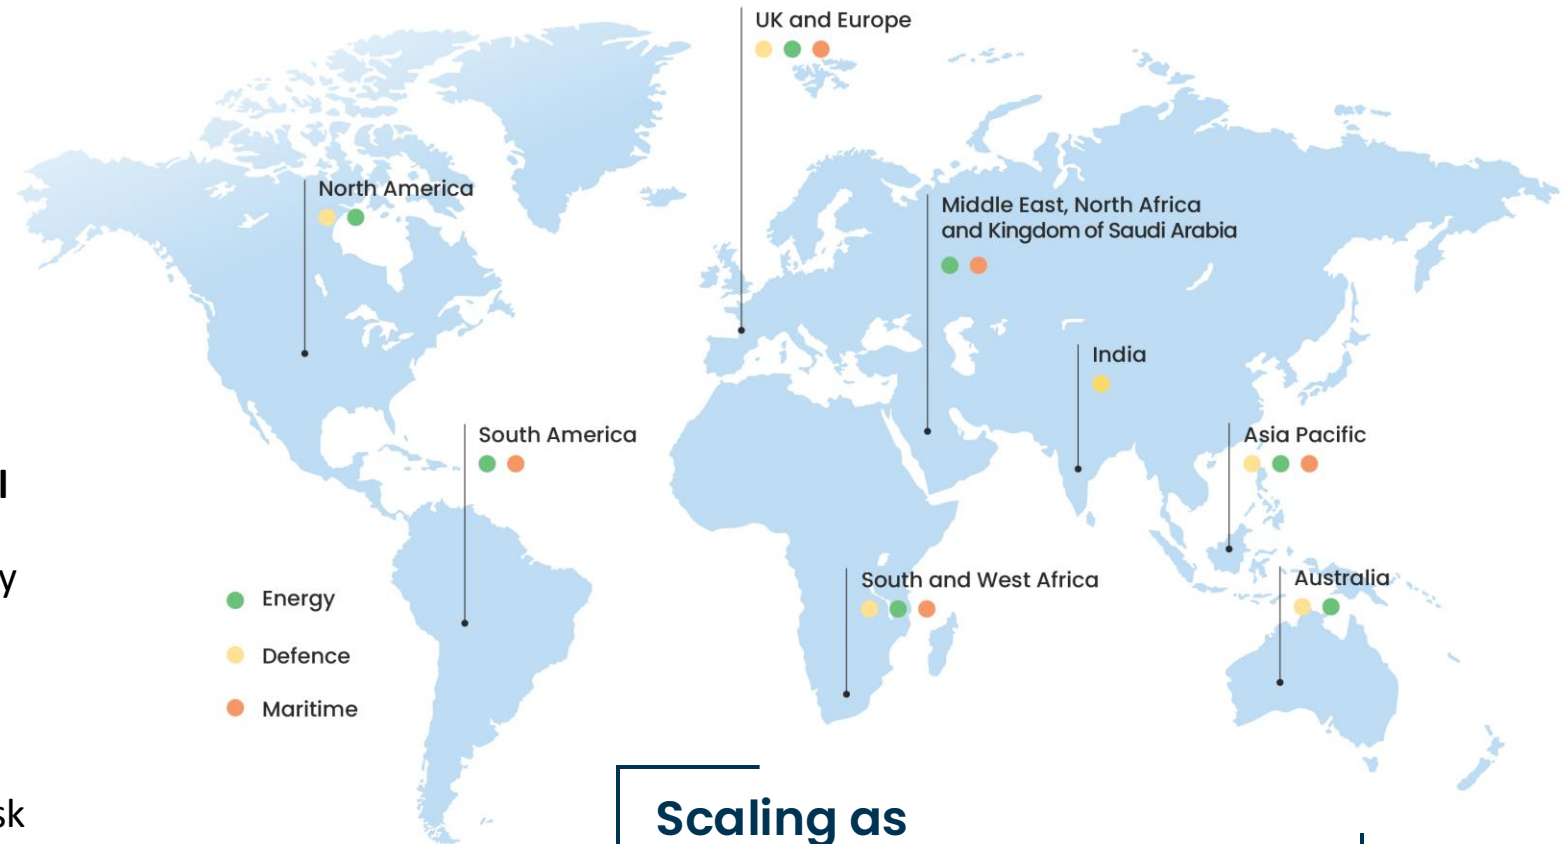 UK and Europe
North America
Middle East, North Africa
and Kingdom of Saudi Arabia
India
South America
Asia Pacific
South and West Africa
Australia
Energy
Defence
Maritime
Scaling as